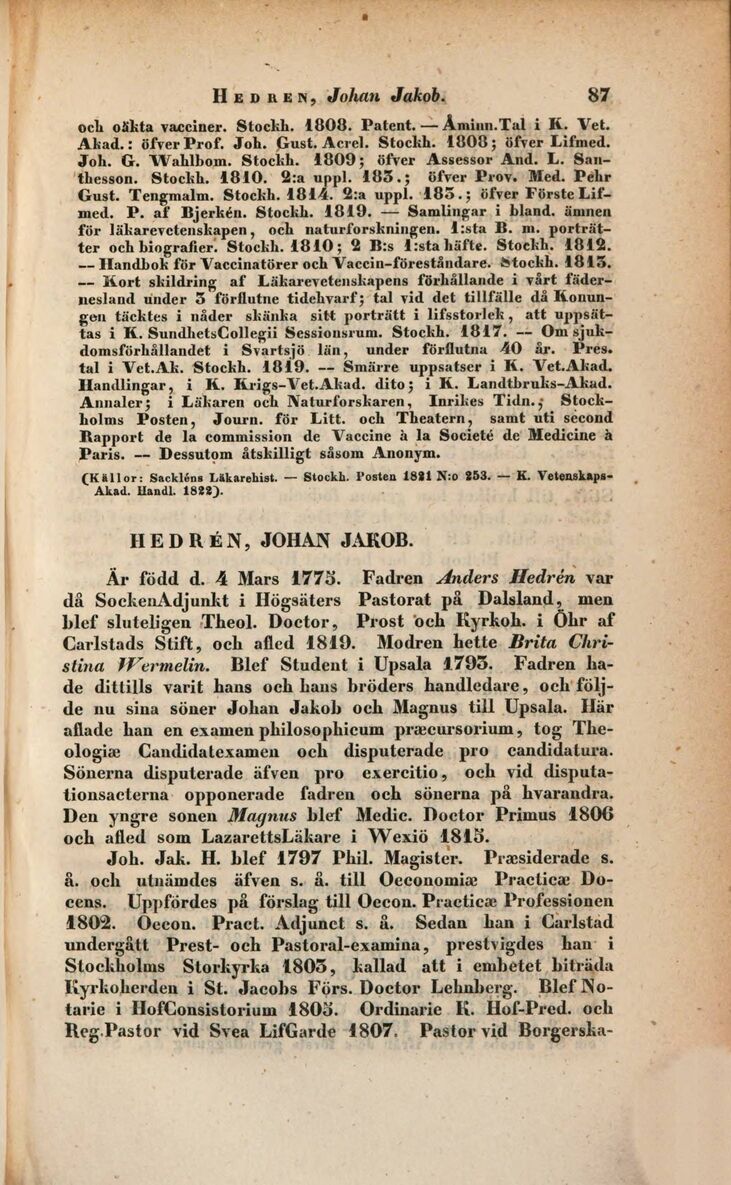 HEDREN, Johan Jakob. 87
och oäkta vacciner. Stockh. 1808. Patent. — Åminn.Tal i K. Vet.
Akad.: öfver Prof. Joh. Gust. Acrel. Stockh. 1808; öfver Lifmed.
Joh. G. Wahlbom. Stockh. 1809; öfver Assessor And. L. San-
thesson. Stockh. 1810. 2:a uppl. 183.; öfver Prov. Med. Pehr
Gust. Tengmalm. Stockh. 1814. 2:a uppl. 185.; öfver Förste Lif-
med. P. af Bjerkén. Stockh. 1819. — Samlingar i bland. ämnen
för läkarevetenskapen, och naturforskningen. 1:sta B. m. porträt-
ter och biografier. Stockh. 1810; 2 B:s 1:sta häfte. Stockh. 1812.
— Handbok för Vaccinatörer och Vaccin-föreståndare. Stockh. 1815.
— Kort skildring af Läkarevetenskapens förhållande i vårt fäder-
nesland under 3 förflutne tidehvarf; tal vid det tillfälle då Konun-
gen täcktes i nåder skänka sitt porträtt i lifsstorlek, att uppsät-
tas i K. SundhetsCollegii Sessionsrum. Stockh. 1817. — Om sjuk-
domsförhållandet i Svartsjö län, under förflutna 40 år. Pres.
tal i Vet.Ak. Stockh. 1819. — Smärre uppsatser i K. Vet.Akad.
Handlingar, i K. Krigs-Vet.Akad. dito; i K. Landtbruks-Akad.
Annaler; i Läkaren och Naturforskaren, Inrikes Tidn., Stock-
holms Posten, Journ. för Litt. och Theatern, samt uti second
Rapport de la commission de Vaccine à la Societé de Medicine à
Paris. — Dessutom åtskilligt såsom Anonym.
(Källor: Sackléns Läkarehist. — Stockh. Posten 1821 N:o 253. — K. Vetenskaps-
Akad. Handl. 1822).
HEDRÉN, JOHAN JAKOB.
Är född d. 4 Mars 1775. Fadren Anders Hedrén var
då SockenAdjunkt i Högsäters Pastorat på Dalsland, men
blef sluteligen Theol. Doctor, Prost och Kyrkoh. i Öhr af
Carlstads Stift, och afled 1819. Modren hette Brita Chri-
stina Wermelin. Blef Student i Upsala 1793. Fadren ha-
de dittills varit hans och hans bröders handledare, och följ-
de nu sina söner Johan Jakob och Magnus till Upsala. Här
aflade han en examen philosophicum præcursorium, tog The-
ologiæ Candidatexamen och disputerade pro candidatura.
Sönerna disputerade äfven pro exercitio, och vid disputa-
tionsacterna opponerade fadren och sönerna på hvarandra.
Den yngre sonen Magnus blef Medic. Doctor Primus 1806
och afled som LazarettsLäkare i Wexiö 1815.
Joh. Jak. H. blef 1797 Phil. Magister. Præsiderade s.
å. och utnämdes äfven s. å. till Oeconomiæ Practicæ Do-
cens. Uppfördes på förslag till Oecon. Practicæ Professionen
1802. Oecon. Pract. Adjunct s. å. Sedan han i Carlstad
undergått Prest- och Pastoral-examina, prestvigdes han i
Stockholms Storkyrka 1803, kallad att i embetet biträda
Kyrkoherden i St. Jacobs Förs. Doctor Lehnberg. Blef No-
tarie i HofConsistorium 1805. Ordinarie K. Hof-Pred. och
Reg.Pastor vid Svea LifGarde 1807. Pastor vid Borgerska-